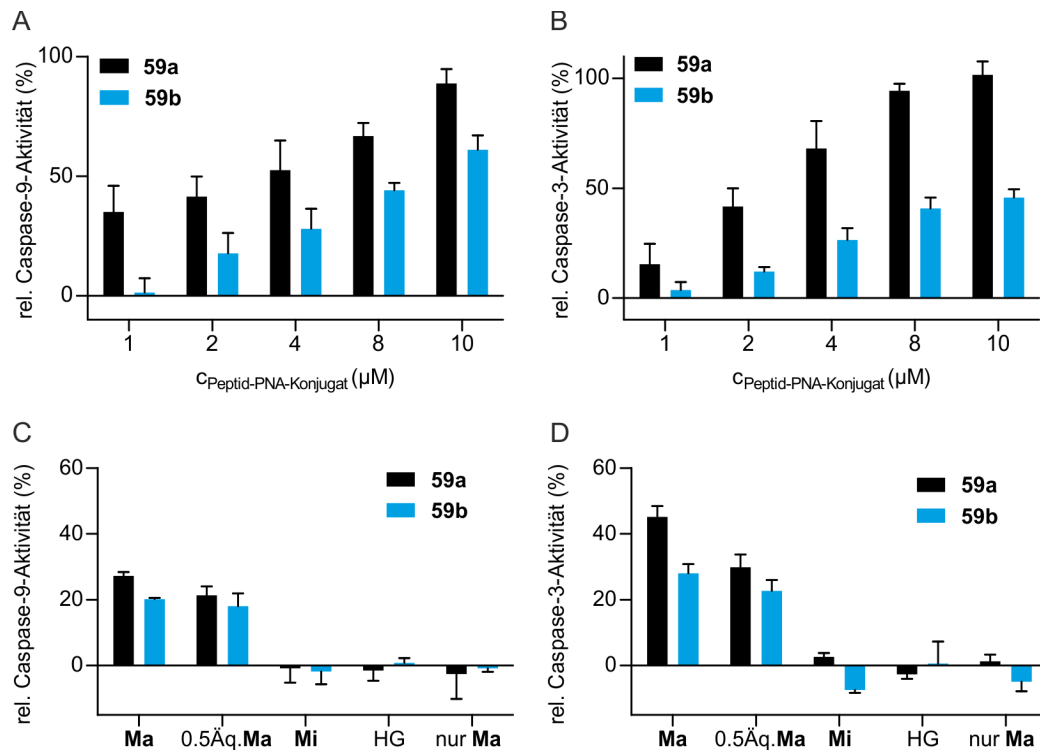 A
rel. Caspase-9-Aktivität (%)
100
50
0
59a
59b
1 2 4 8 10
cPeptid-PNA-Konjugat (µM)
B
rel. Caspase-3-Aktivität (%)
100
50
0
59a
59b
1 2 4 8 10
cPeptid-PNA-Konjugat (µM)
C
rel. Caspase-9-Aktivität (%)
60
40
20
0
59a
59b
Ma 0.5Äq.Ma Mi HG nur Ma
D
rel. Caspase-3-Aktivität (%)
60
40
20
0
59a
59b
Ma 0.5Äq.Ma Mi HG nur Ma